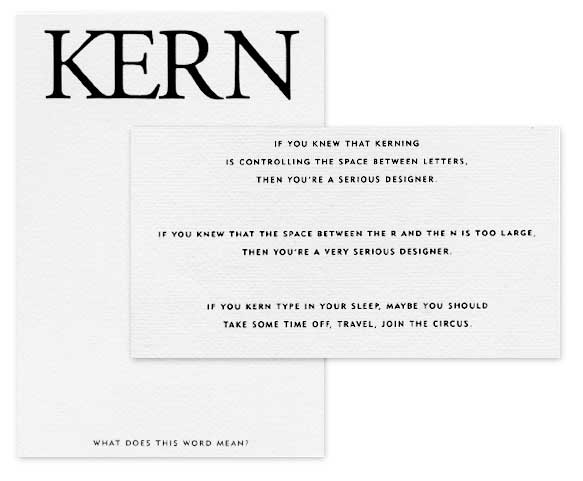 KERN
IF YOU KNEW THAT KERNING
IS CONTROLLING THE SPACE BETWEEN LETTERS,
THEN YOU'RE A SERIOUS DESIGNER.
IF YOU KNEW THAT THE SPACE BETWEEN THE R AND THE N IS TOO LARGE,
THEN YOU'RE A VERY SERIOUS DESIGNER.
IF YOU KERN TYPE IN YOUR SLEEP, MAYBE YOU SHOULD
TAKE SOME TIME OFF, TRAVEL, JOIN THE CIRCUS.
WHAT DOES THIS WORD MEAN?